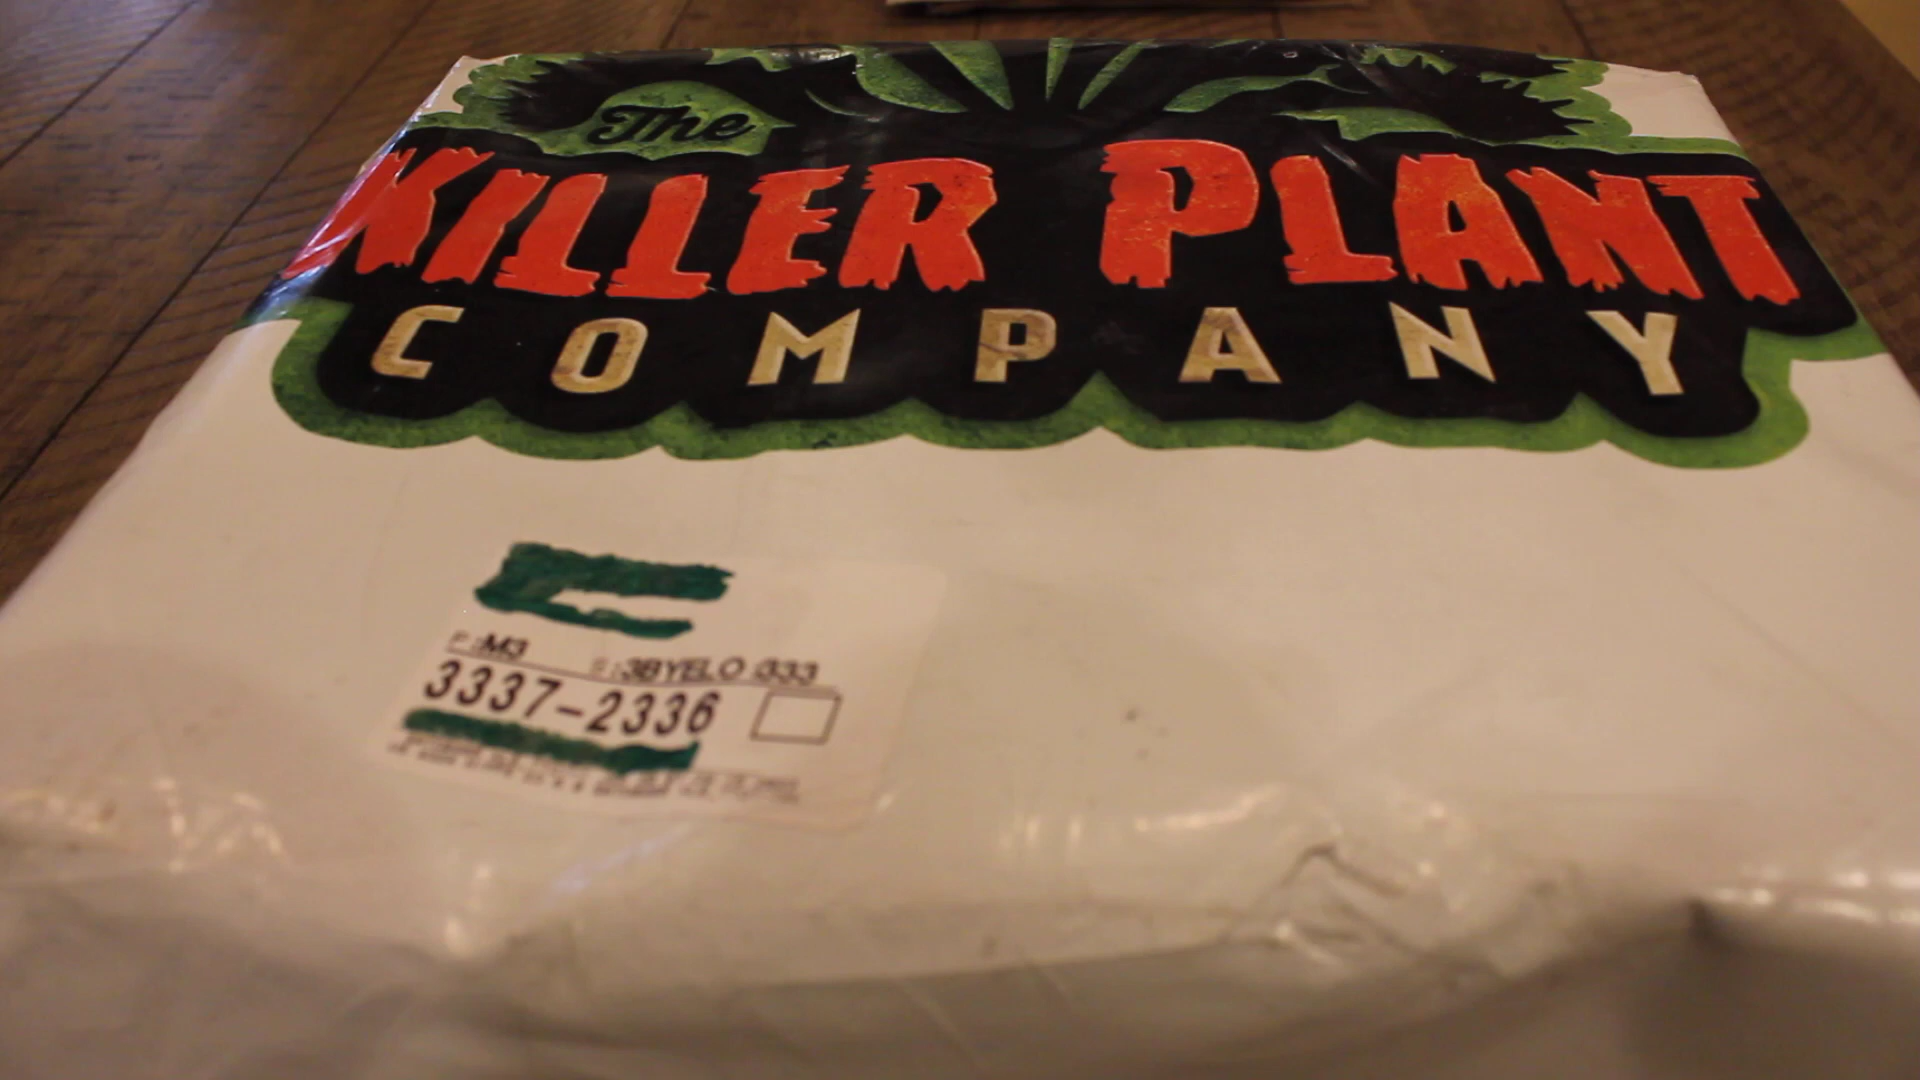 The
KILLER PLANT
COMPANY
:M3 :3BYELO :333
3337-2336